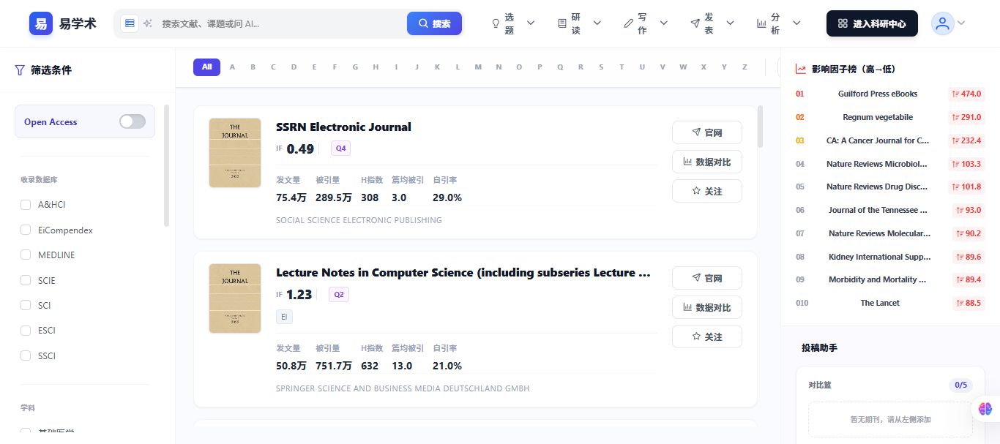 易 易学术
搜索文献、课题或问 AI...
搜索
选题
研读
写作
发表
分析
进入科研中心
筛选条件
Open Access
收录数据库
A&HCI
EiCompendex
MEDLINE
SCIE
SCI
ESCI
SSCI
学科
基础医学
All A B C D E F G H I J K L M N O P Q R S T U V W X Y Z
THE
JOURNAL
SSRN Electronic Journal
IF 0.49 Q4
发文量 被引量 H指数 篇均被引 自引率
75.4万 289.5万 308 3.0 29.0%
SOCIAL SCIENCE ELECTRONIC PUBLISHING
官网
数据对比
关注
THE
JOURNAL
Lecture Notes in Computer Science (including subseries Lecture ...
IF 1.23 Q2
EI
发文量 被引量 H指数 篇均被引 自引率
50.8万 751.7万 632 13.0 21.0%
SPRINGER SCIENCE AND BUSINESS MEDIA DEUTSCHLAND GMBH
官网
数据对比
关注
影响因子榜（高→低）
01 Guilford Press eBooks 474.0
02 Regnum vegetabile 291.0
03 CA: A Cancer Journal for C... 232.4
04 Nature Reviews Microbiol... 103.3
05 Nature Reviews Drug Disc... 101.8
06 Journal of the Tennessee ... 93.0
07 Nature Reviews Molecular... 90.2
08 Kidney International Supp... 89.6
09 Morbidity and Mortality ... 89.4
010 The Lancet 88.5
投稿助手
对比篮 0/5
暂无期刊，请从左侧添加